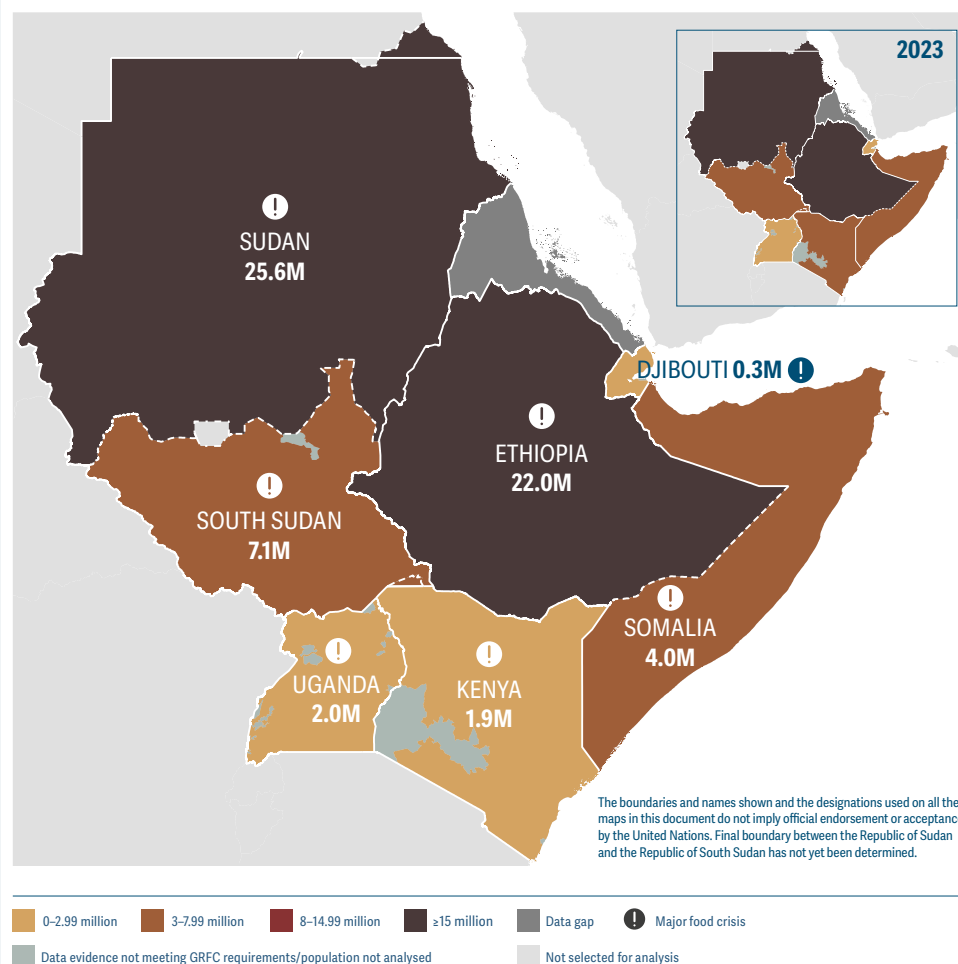 2023
SUDAN
25.6M
DJIBOUTI 0.3M
ETHIOPIA
22.0M
SOUTH SUDAN
7.1M
SOMALIA
4.0M
UGANDA
2.0M
KENYA
1.9M
The boundaries and names shown and the designations used on all the
maps in this document do not imply official endorsement or acceptanc
by the United Nations. Final boundary between the Republic of Sudan
and the Republic of South Sudan has not yet been determined.
0–2.99 million 3–7.99 million 8–14.99 million ≥15 million Data gap ! Major food crisis
Data evidence not meeting GRFC requirements/population not analysed Not selected for analysis